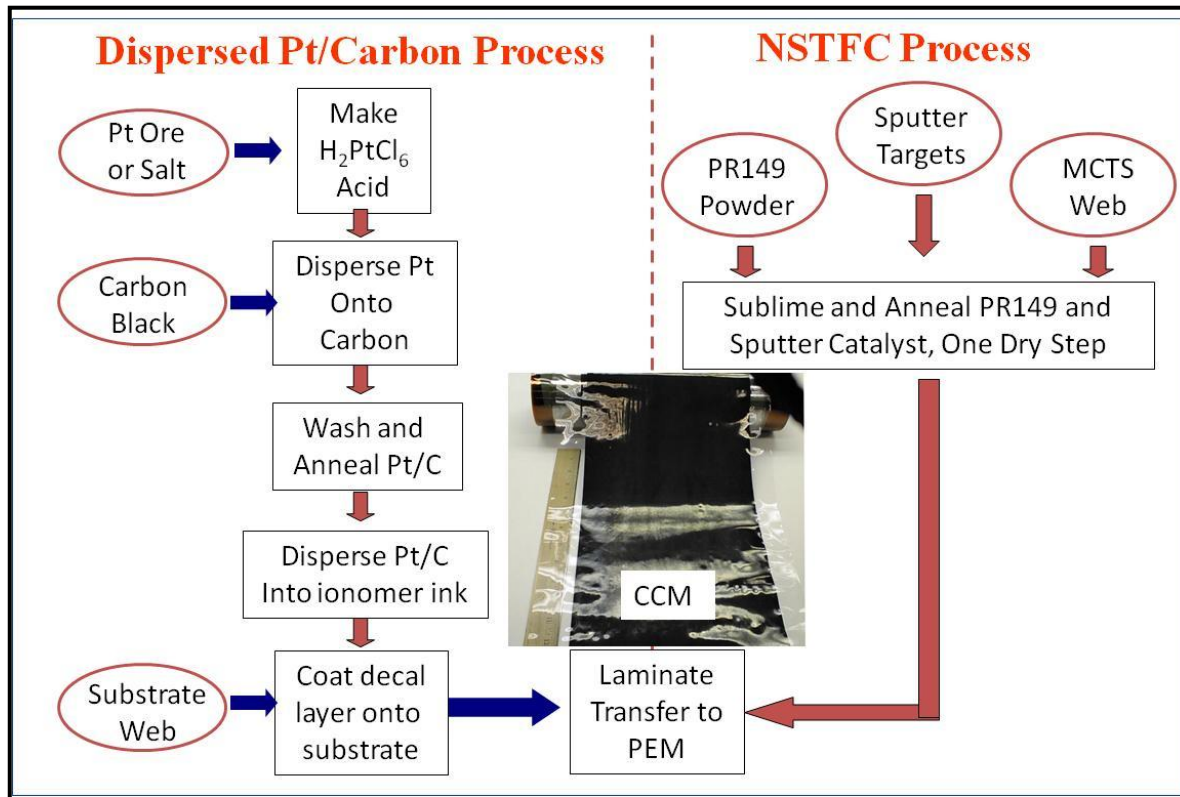 Dispersed Pt/Carbon Process
NSTFC Process
Pt Ore
or Salt
Make
H₂PtCl₆
Acid
Carbon
Black
Disperse Pt
Onto
Carbon
Wash and
Anneal Pt/C
Disperse Pt/C
Into ionomer ink
Substrate
Web
Coat decal
layer onto
substrate
Laminate
Transfer to
PEM
CCM
PR149
Powder
Sputter
Targets
MCTS
Web
Sublime and Anneal PR149 and
Sputter Catalyst, One Dry Step